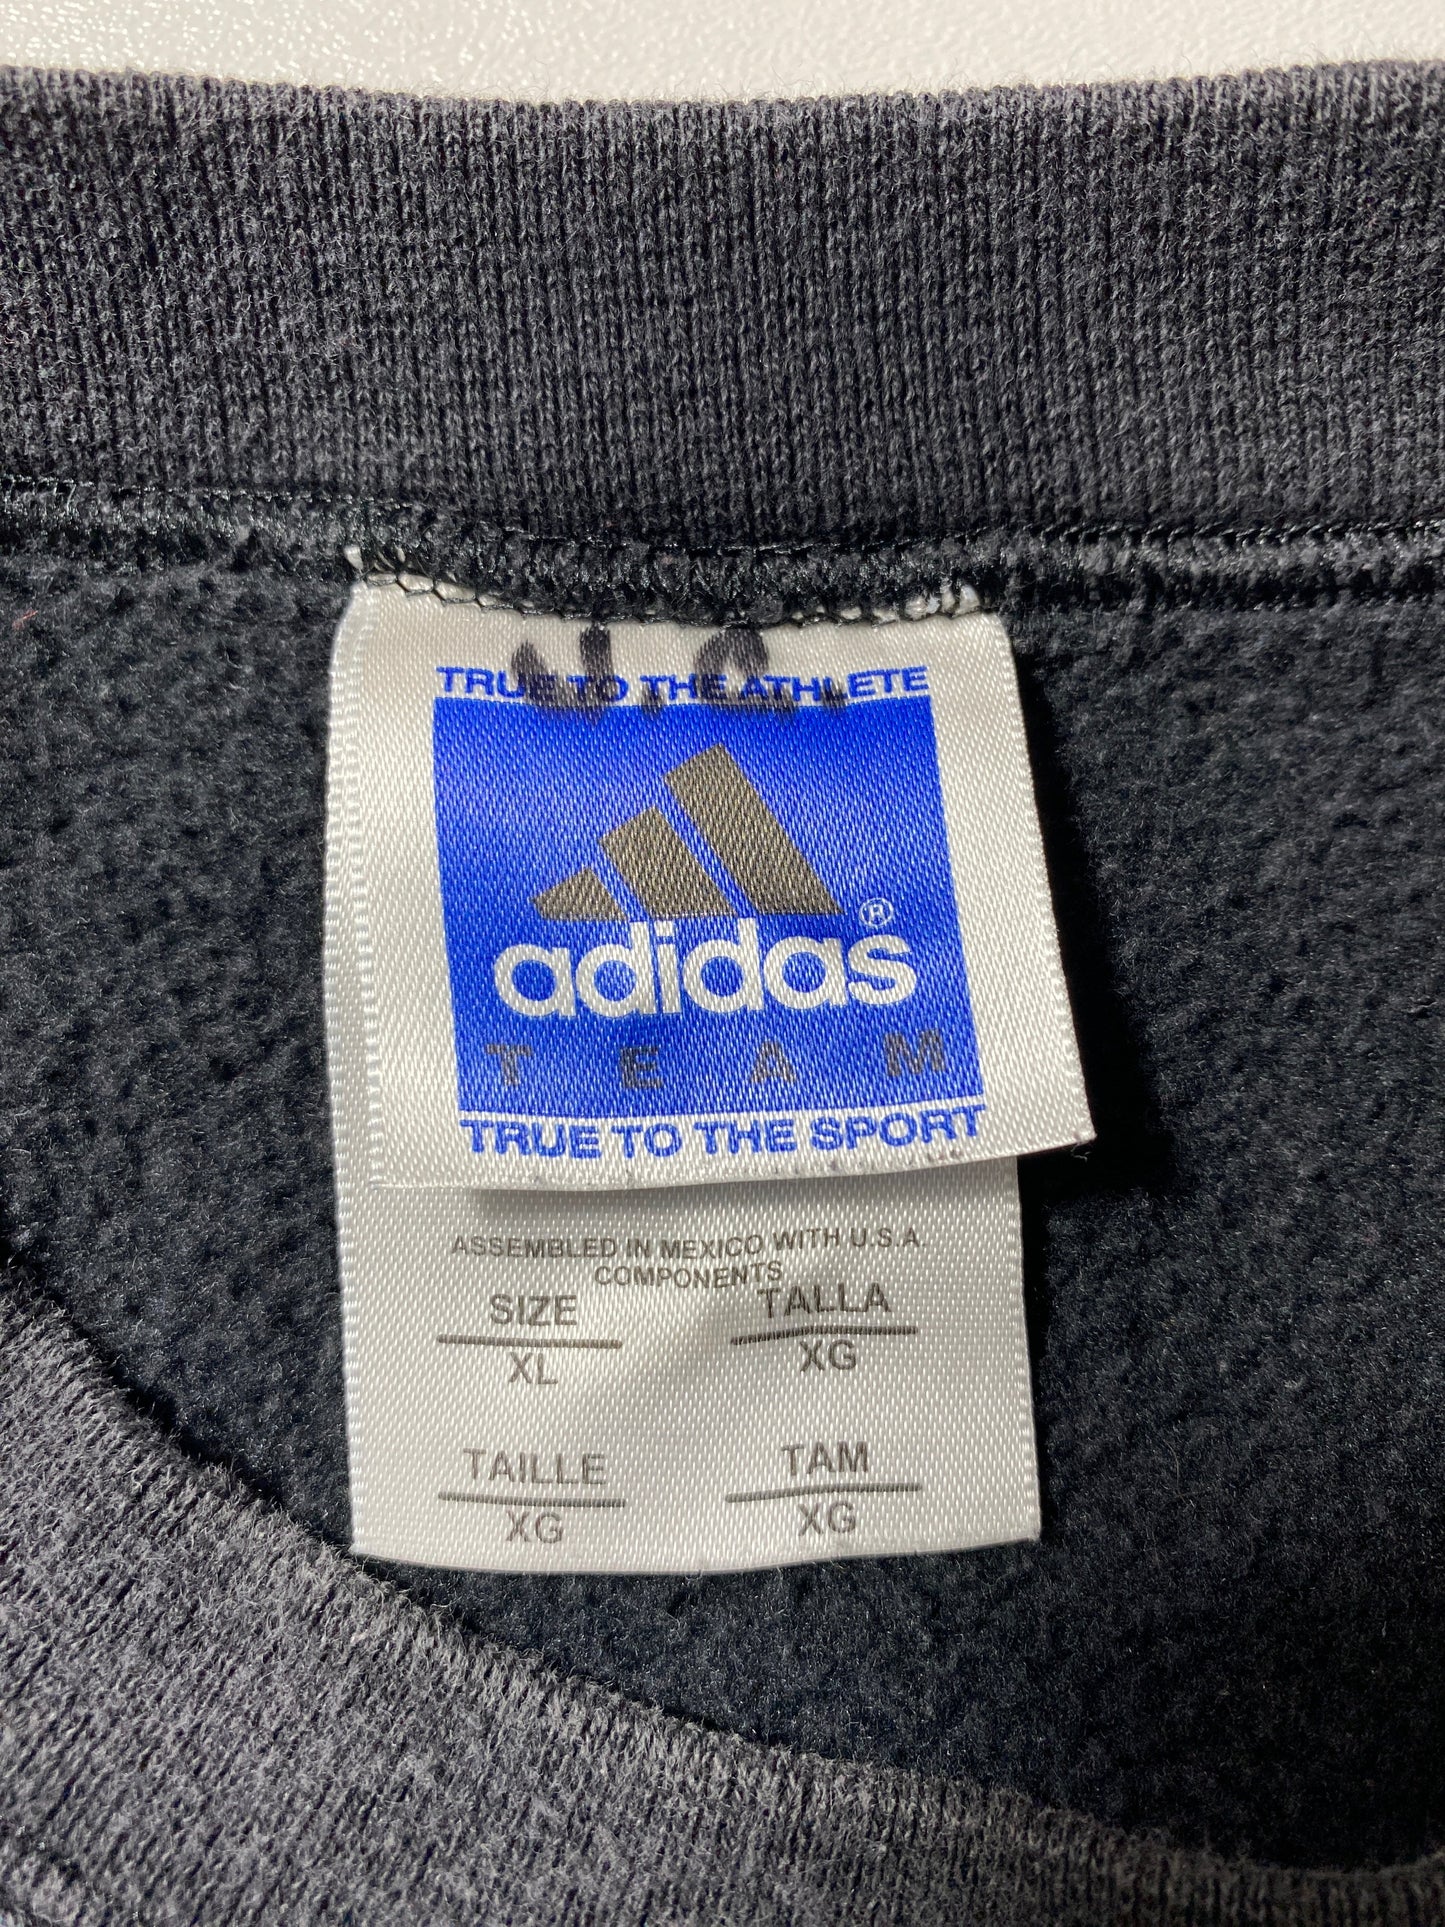 TRUE TO THE ATHLETE
adidas®
TEAM
TRUE TO THE SPORT
ASSEMBLED IN MEXICO WITH U.S.A.
COMPONENTS
SIZE TALLA
XL XG
TAILLE TAM
XG XG